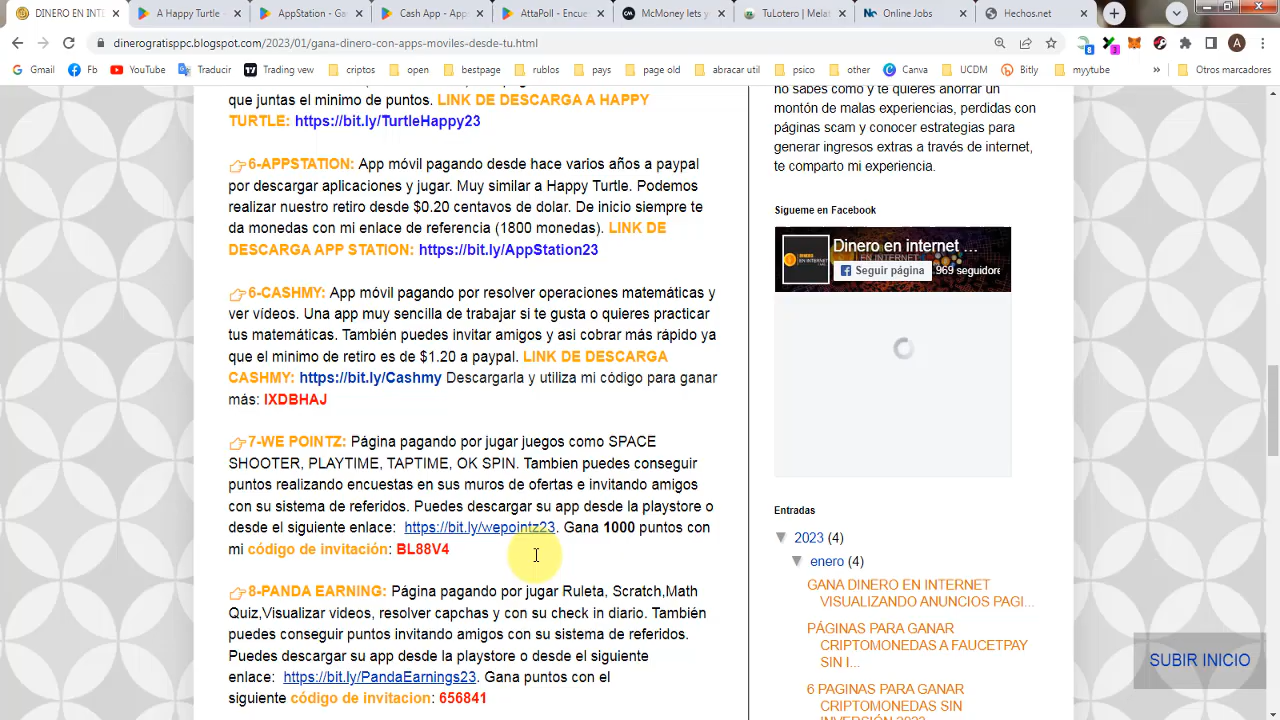 DINERO EN INT
A Happy Turtle -
AppStation - Ga
Cash App - App
AttaPoll - Encue
McMoney lets y
TuLotero | Melat
Online Jobs
Hechos.net
dinerogratisppc.blogspot.com/2023/01/gana-dinero-con-apps-moviles-desde-tu.html
Gmail
Fb
YouTube
Traducir
Trading vew
criptos
open
bestpage
rublos
pays
page old
abracar util
psico
other
Canva
UCDM
Bitly
myytube
»
Otros marcadores
que juntas el minimo de puntos. LINK DE DESCARGA A HAPPY
TURTLE: https://bit.ly/TurtleHappy23
6-APPSTATION: App móvil pagando desde hace varios años a paypal
por descargar aplicaciones y jugar. Muy similar a Happy Turtle. Podemos
realizar nuestro retiro desde $0.20 centavos de dolar. De inicio siempre te
da monedas con mi enlace de referencia (1800 monedas). LINK DE
DESCARGA APP STATION: https://bit.ly/AppStation23
6-CASHMY: App móvil pagando por resolver operaciones matemáticas y
ver vídeos. Una app muy sencilla de trabajar si te gusta o quieres practicar
tus matemáticas. También puedes invitar amigos y asi cobrar más rápido ya
que el minimo de retiro es de $1.20 a paypal. LINK DE DESCARGA
CASHMY: https://bit.ly/Cashmy Descargarla y utiliza mi código para ganar
más: IXDBHAJ
7-WE POINTZ: Página pagando por jugar juegos como SPACE
SHOOTER, PLAYTIME, TAPTIME, OK SPIN. Tambien puedes conseguir
puntos realizando encuestas en sus muros de ofertas e invitando amigos
con su sistema de referidos. Puedes descargar su app desde la playstore o
desde el siguiente enlace: https://bit.ly/wepointz23. Gana 1000 puntos con
mi código de invitación: BL88V4
8-PANDA EARNING: Página pagando por jugar Ruleta, Scratch,Math
Quiz,Visualizar videos, resolver capchas y con su check in diario. También
puedes conseguir puntos invitando amigos con su sistema de referidos.
Puedes descargar su app desde la playstore o desde el siguiente
enlace: https://bit.ly/PandaEarnings23. Gana puntos con el
siguiente código de invitacion: 656841
no sabes como y te quieres ahorrar un
montón de malas experiencias, perdidas con
páginas scam y conocer estrategias para
generar ingresos extras a través de internet,
te comparto mi experiencia.
Sigueme en Facebook
Dinero en internet ...
Seguir página
969 seguidore
Entradas
▼ 2023 (4)
▼ enero (4)
GANA DINERO EN INTERNET
VISUALIZANDO ANUNCIOS PAGI...
PÁGINAS PARA GANAR
CRIPTOMONEDAS A FAUCETPAY
SIN I...
6 PAGINAS PARA GANAR
CRIPTOMONEDAS SIN
INVERSIÓN 2023
SUBIR INICIO